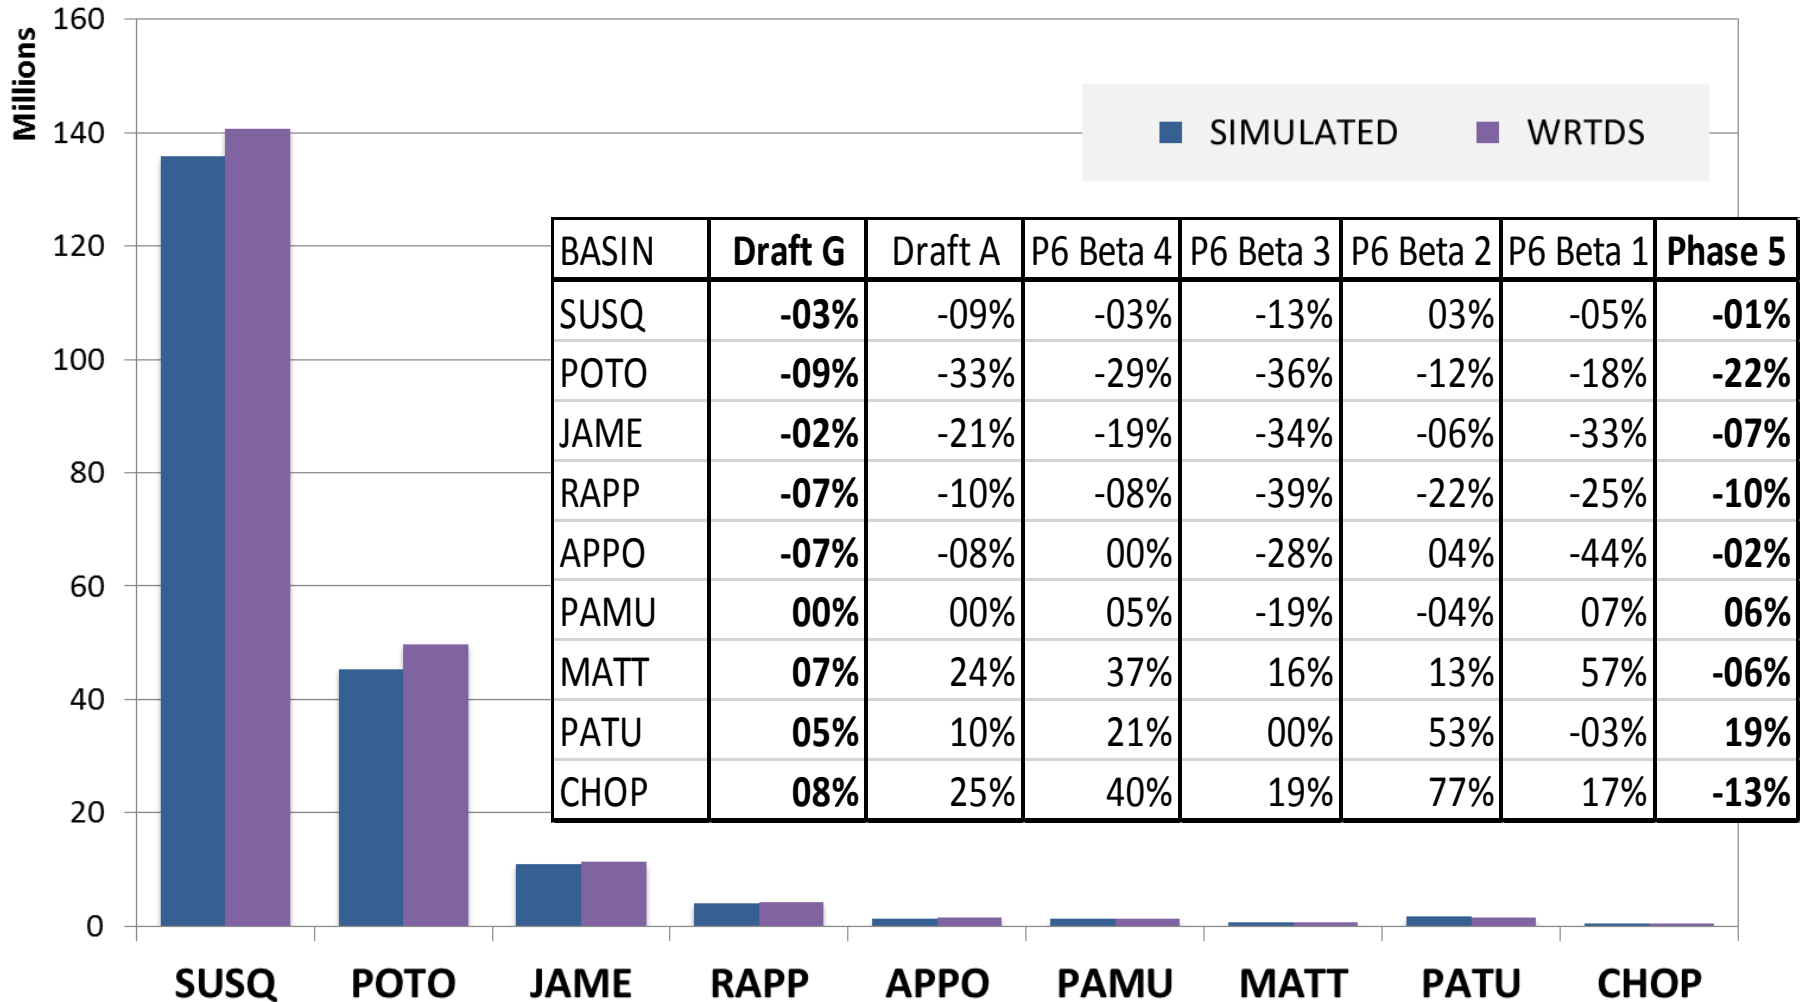 Millions
160
140
120
100
80
60
40
20
0
SIMULATED WRTDS
BASIN Draft G Draft A P6 Beta 4 P6 Beta 3 P6 Beta 2 P6 Beta 1 Phase 5
SUSQ -03% -09% -03% -13% 03% -05% -01%
POTO -09% -33% -29% -36% -12% -18% -22%
JAME -02% -21% -19% -34% -06% -33% -07%
RAPP -07% -10% -08% -39% -22% -25% -10%
APPO -07% -08% 00% -28% 04% -44% -02%
PAMU 00% 00% 05% -19% -04% 07% 06%
MATT 07% 24% 37% 16% 13% 57% -06%
PATU 05% 10% 21% 00% 53% -03% 19%
CHOP 08% 25% 40% 19% 77% 17% -13%
SUSQ POTO JAME RAPP APPO PAMU MATT PATU CHOP